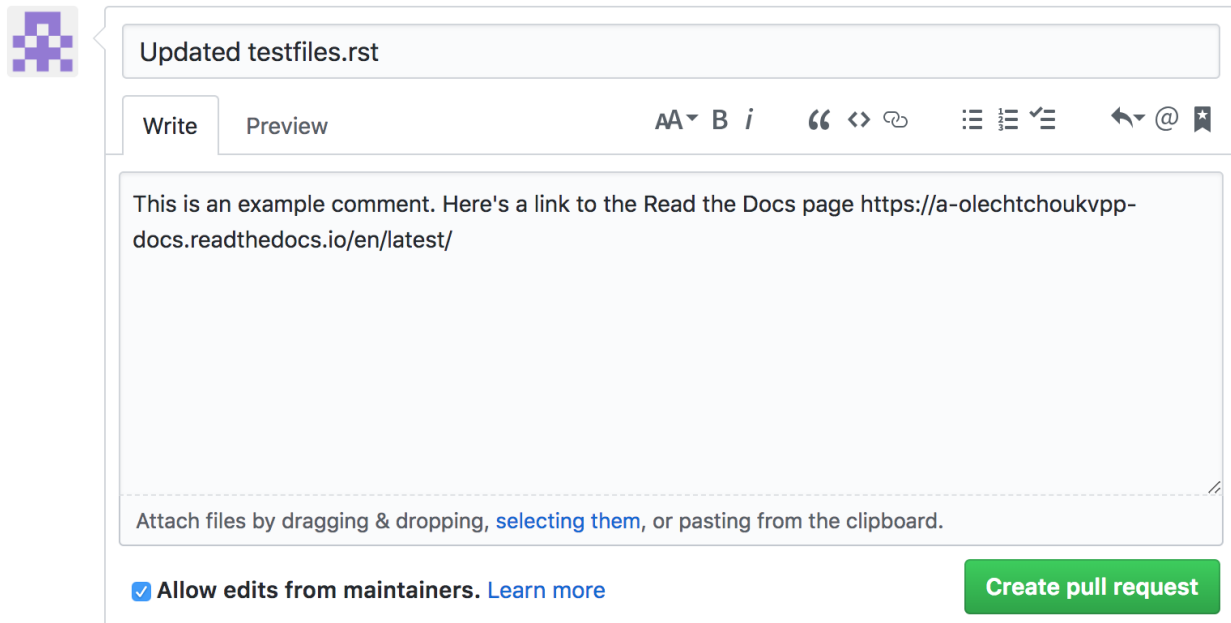 Updated testfiles.rst
Write Preview AA B i “ <> @
This is an example comment. Here's a link to the Read the Docs page https://a-olechtchoukvpp-
docs.readthedocs.io/en/latest/
Attach files by dragging & dropping, selecting them, or pasting from the clipboard.
Allow edits from maintainers. Learn more
Create pull request